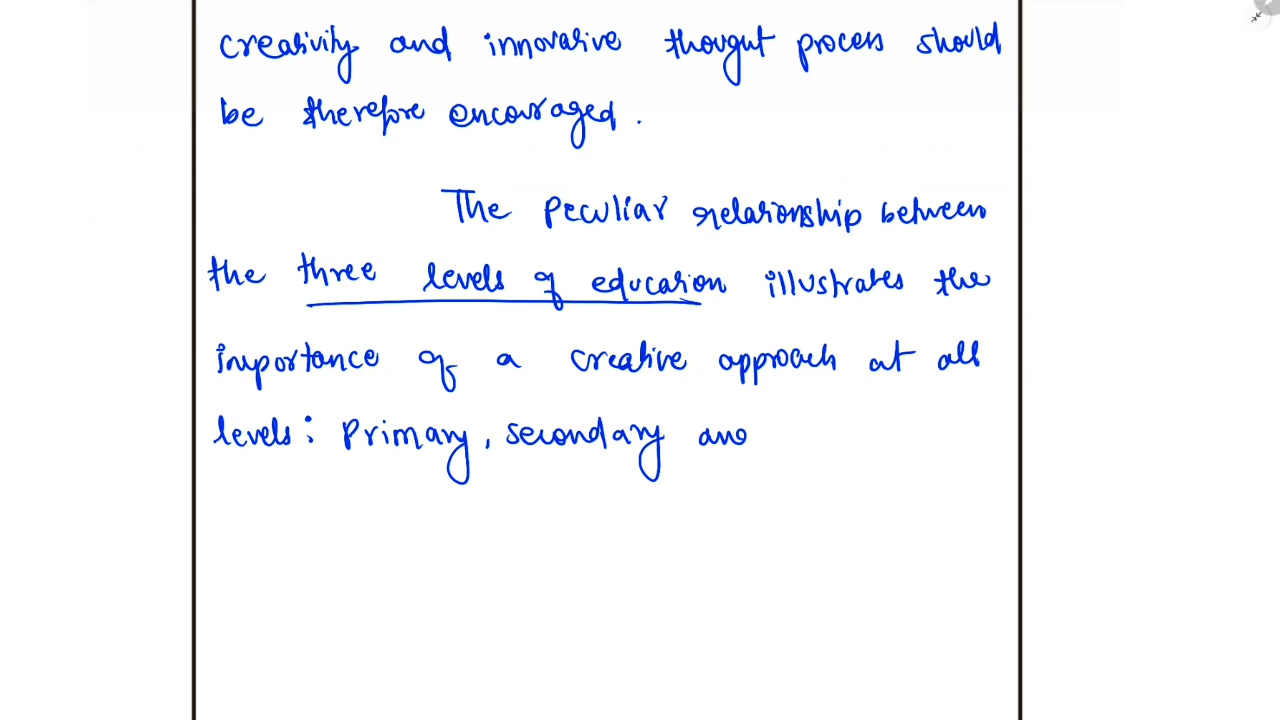 creativity and innovative thougnt process should
be therefore encouraged.
The peculiar relationship between
the three levels of education illustrates the
importance of a creative approach at all
levels: Primary, secondary and